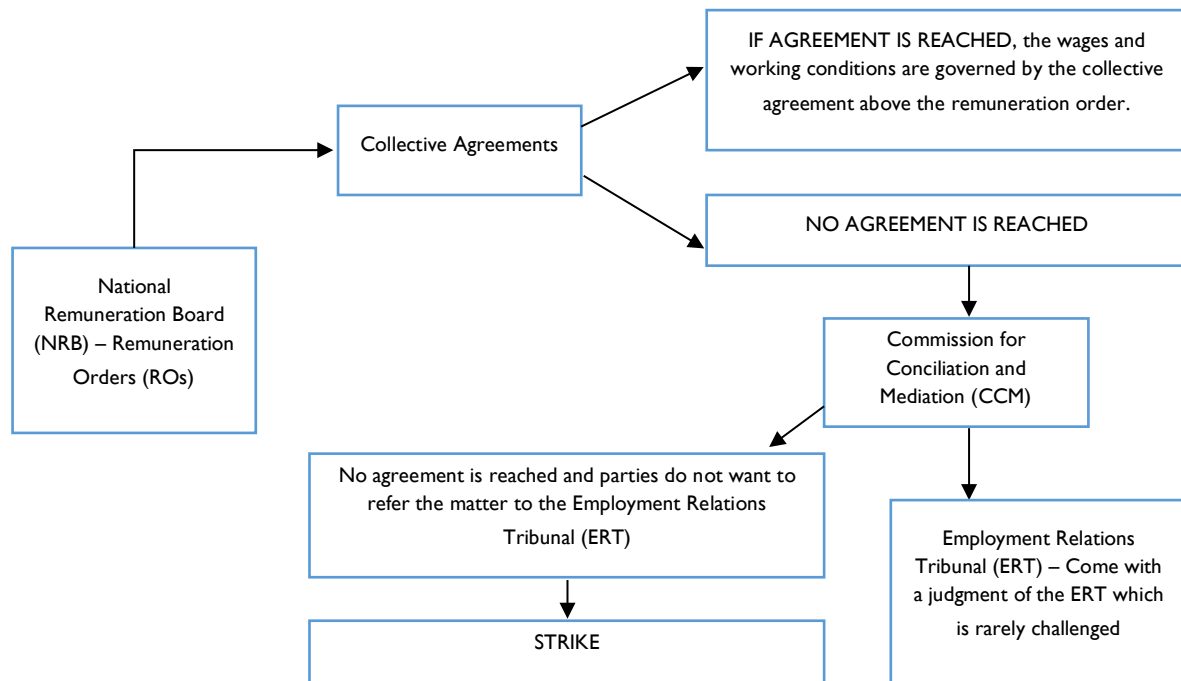 IF AGREEMENT IS REACHED, the wages and
working conditions are governed by the collective
agreement above the remuneration order.
Collective Agreements
NO AGREEMENT IS REACHED
National
Remuneration Board
(NRB) – Remuneration
Orders (ROs)
Commission for
Conciliation and
Mediation (CCM)
No agreement is reached and parties do not want to
refer the matter to the Employment Relations
Tribunal (ERT)
Employment Relations
Tribunal (ERT) – Come with
a judgment of the ERT which
is rarely challenged
STRIKE